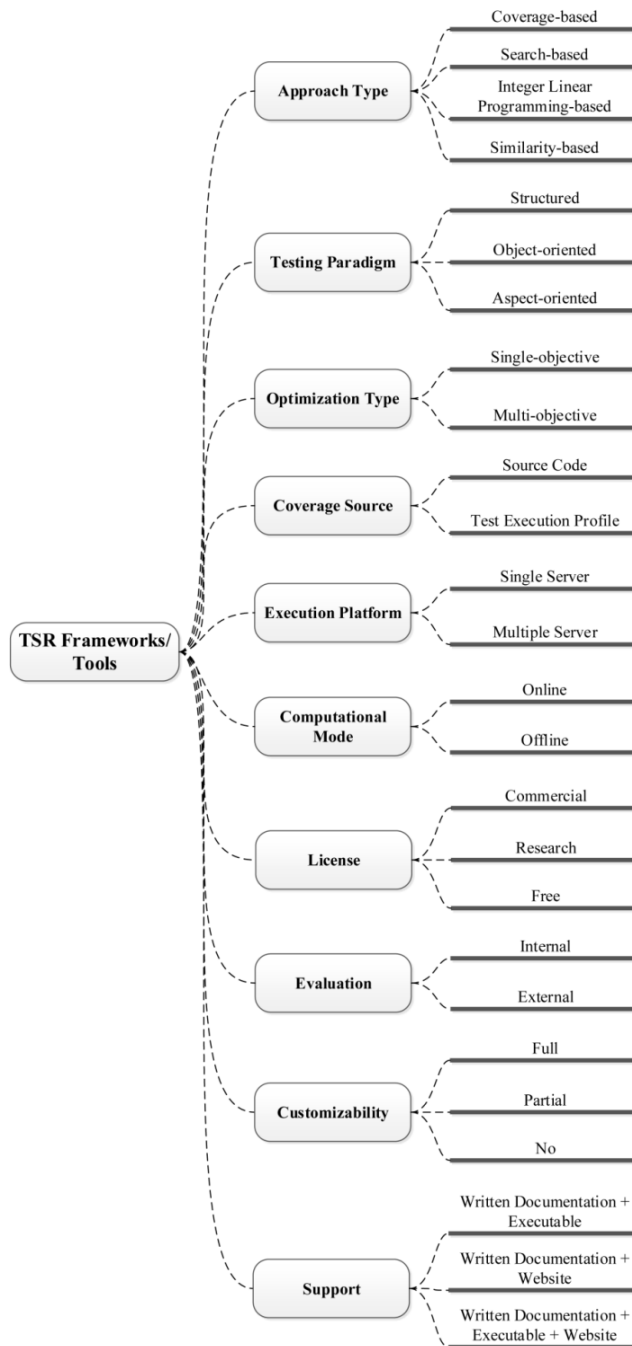 Coverage-based
Search-based
Approach Type
Integer Linear
Programming-based
Similarity-based
Structured
Testing Paradigm
Object-oriented
Aspect-oriented
Single-objective
Optimization Type
Multi-objective
Source Code
Coverage Source
Test Execution Profile
Single Server
Execution Platform
Multiple Server
TSR Frameworks/
Tools
Online
Computational
Mode
Offline
Commercial
License
Research
Free
Internal
Evaluation
External
Full
Customizability
Partial
No
Written Documentation +
Executable
Support
Written Documentation +
Website
Written Documentation +
Executable + Website